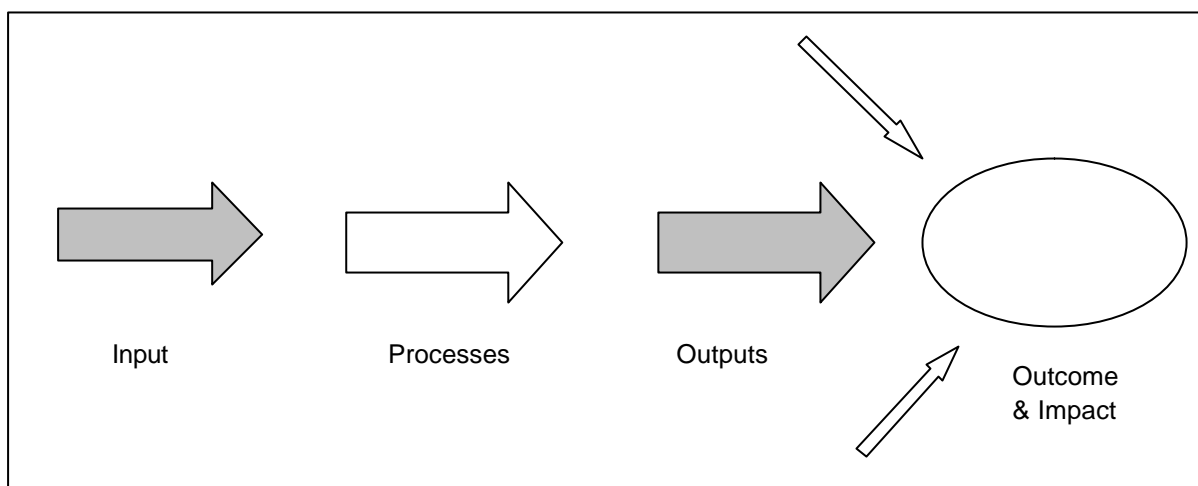 Input
Processes
Outputs
Outcome
& Impact